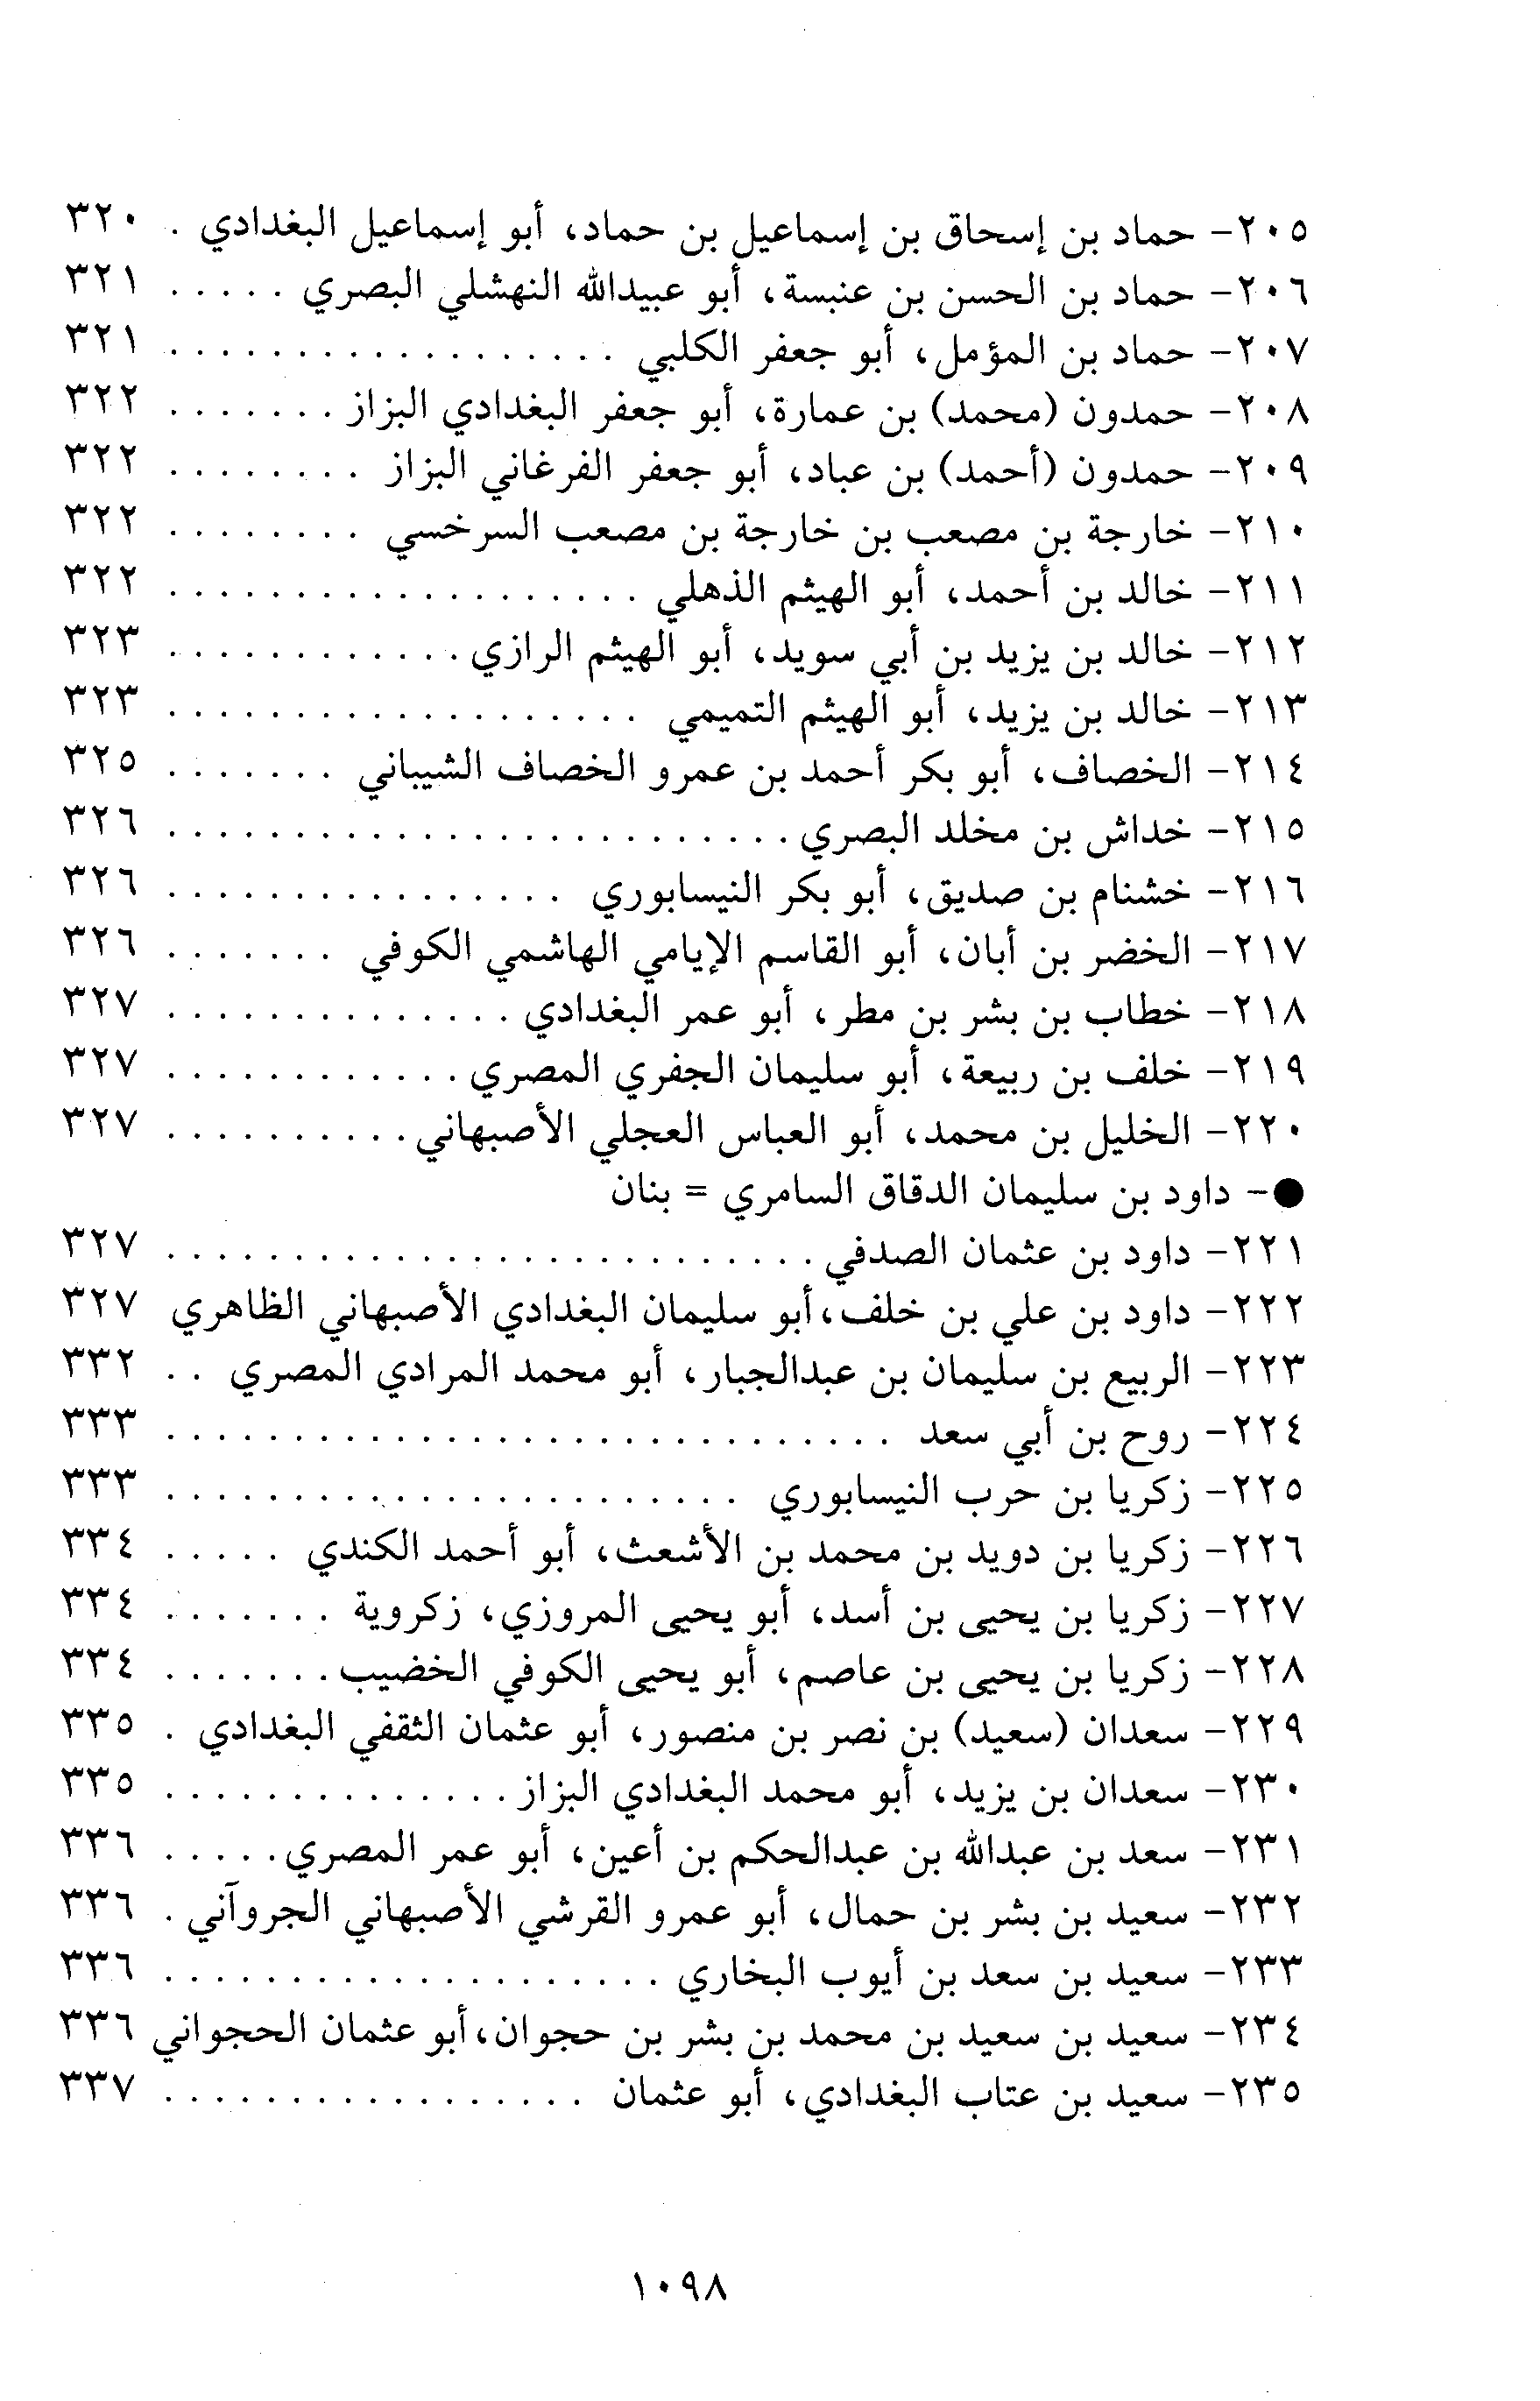 ٢٠٥- حماد بن إسحاق بن إسماعيل بن حماد، أبو إسماعيل البغدادي . ٣٢٠
٢٠٦- حماد بن الحسن بن عنبسة، أبو عبيدالله النهشلي البصري . . . . . ٣٢١
٢٠٧- حماد بن المؤمل، أبو جعفر الكلبي . . . . . . . . . . . . . . . . . . ٣٢١
٢٠٨- حمدون (محمد) بن عمارة، أبو جعفر البغدادي البزاز . . . . . . . ٣٢٢
٢٠٩- حمدون (أحمد) بن عباد، أبو جعفر الفرغاني البزاز . . . . . . . . ٣٢٢
٢١٠- خارجة بن مصعب بن خارجة بن مصعب السرخسي . . . . . . . . ٣٢٢
٢١١- خالد بن أحمد، أبو الهيثم الذهلي . . . . . . . . . . . . . . . . . . . ٣٢٢
٢١٢- خالد بن يزيد بن أبي سويد، أبو الهيثم الرازي . . . . . . . . . . . . ٣٢٣
٢١٣- خالد بن يزيد، أبو الهيثم التميمي . . . . . . . . . . . . . . . . . . . ٣٢٣
٢١٤- الخصاف، أبو بكر أحمد بن عمرو الخصاف الشيباني . . . . . . . ٣٢٥
٢١٥- خداش بن مخلد البصري . . . . . . . . . . . . . . . . . . . . . . . . . ٣٢٦
٢١٦- خشنام بن صديق، أبو بكر النيسابوري . . . . . . . . . . . . . . . . ٣٢٦
٢١٧- الخضر بن أبان، أبو القاسم الإيامي الهاشمي الكوفي . . . . . . . ٣٢٦
٢١٨- خطاب بن بشر بن مطر، أبو عمر البغدادي . . . . . . . . . . . . . . ٣٢٧
٢١٩- خلف بن ربيعة، أبو سليمان الجفري المصري . . . . . . . . . . . . ٣٢٧
٢٢٠- الخليل بن محمد، أبو العباس العجلي الأصبهاني . . . . . . . . . . ٣٢٧
●- داود بن سليمان الدقاق السامري = بنان
٢٢١- داود بن عثمان الصدفي . . . . . . . . . . . . . . . . . . . . . . . . . . ٣٢٧
٢٢٢- داود بن علي بن خلف، أبو سليمان البغدادي الأصبهاني الظاهري ٣٢٧
٢٢٣- الربيع بن سليمان بن عبدالجبار، أبو محمد المرادي المصري . . ٣٣٢
٢٢٤- روح بن أبي سعد . . . . . . . . . . . . . . . . . . . . . . . . . . . . . ٣٣٣
٢٢٥- زكريا بن حرب النيسابوري . . . . . . . . . . . . . . . . . . . . . . . ٣٣٣
٢٢٦- زكريا بن دويد بن محمد بن الأشعث، أبو أحمد الكندي . . . . . ٣٣٤
٢٢٧- زكريا بن يحيى بن أسد، أبو يحيى المروزي، زكروية . . . . . . . ٣٣٤
٢٢٨- زكريا بن يحيى بن عاصم، أبو يحيى الكوفي الخضيب . . . . . . . ٣٣٤
٢٢٩- سعدان (سعيد) بن نصر بن منصور، أبو عثمان الثقفي البغدادي . ٣٣٥
٢٣٠- سعدان بن يزيد، أبو محمد البغدادي البزاز . . . . . . . . . . . . . . ٣٣٥
٢٣١- سعد بن عبدالله بن عبدالحكم بن أعين، أبو عمر المصري . . . . . ٣٣٦
٢٣٢- سعيد بن بشر بن حمال، أبو عمرو القرشي الأصبهاني الجروآني . ٣٣٦
٢٣٣- سعيد بن سعد بن أيوب البخاري . . . . . . . . . . . . . . . . . . . . ٣٣٦
٢٣٤- سعيد بن سعيد بن محمد بن بشر بن حجوان، أبو عثمان الحجواني ٣٣٦
٢٣٥- سعيد بن عتاب البغدادي، أبو عثمان . . . . . . . . . . . . . . . . . ٣٣٧
١٠٩٨